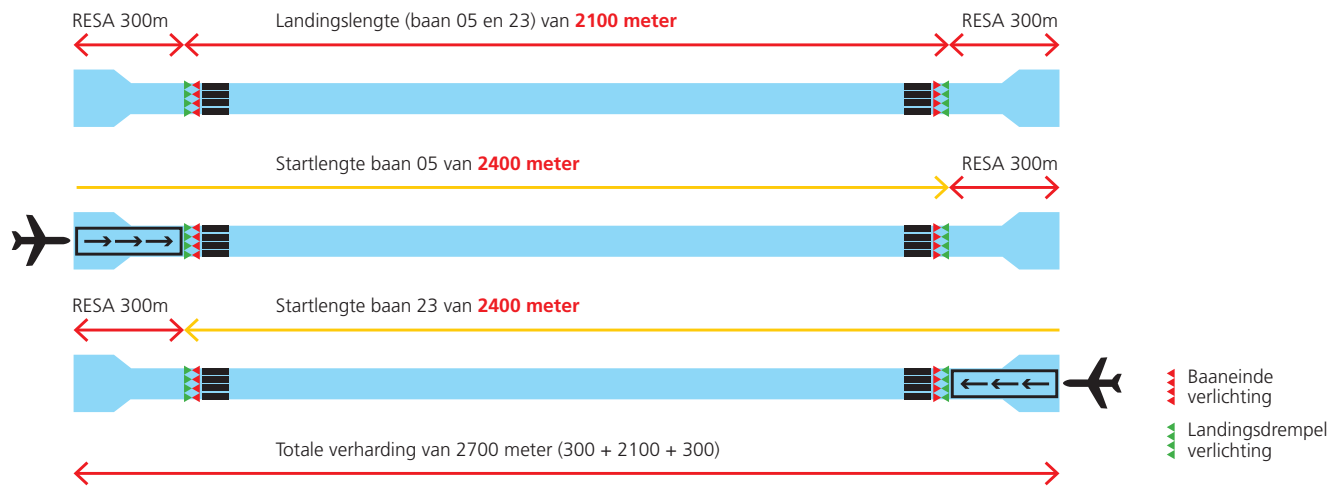 RESA 300m
Landingslengte (baan 05 en 23) van 2100 meter
RESA 300m
Startlengte baan 05 van 2400 meter
RESA 300m
RESA 300m
Startlengte baan 23 van 2400 meter
Baaneinde
verlichting
Landingsdrempel
verlichting
Totale verharding van 2700 meter (300 + 2100 + 300)